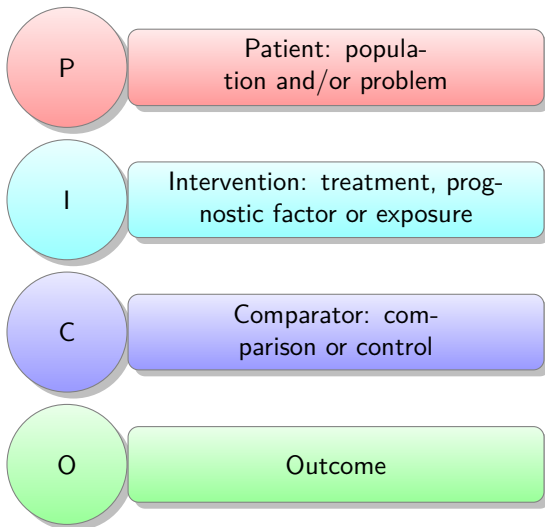 P
Patient: popula-
tion and/or problem
I
Intervention: treatment, prog-
nostic factor or exposure
C
Comparator: com-
parison or control
O
Outcome